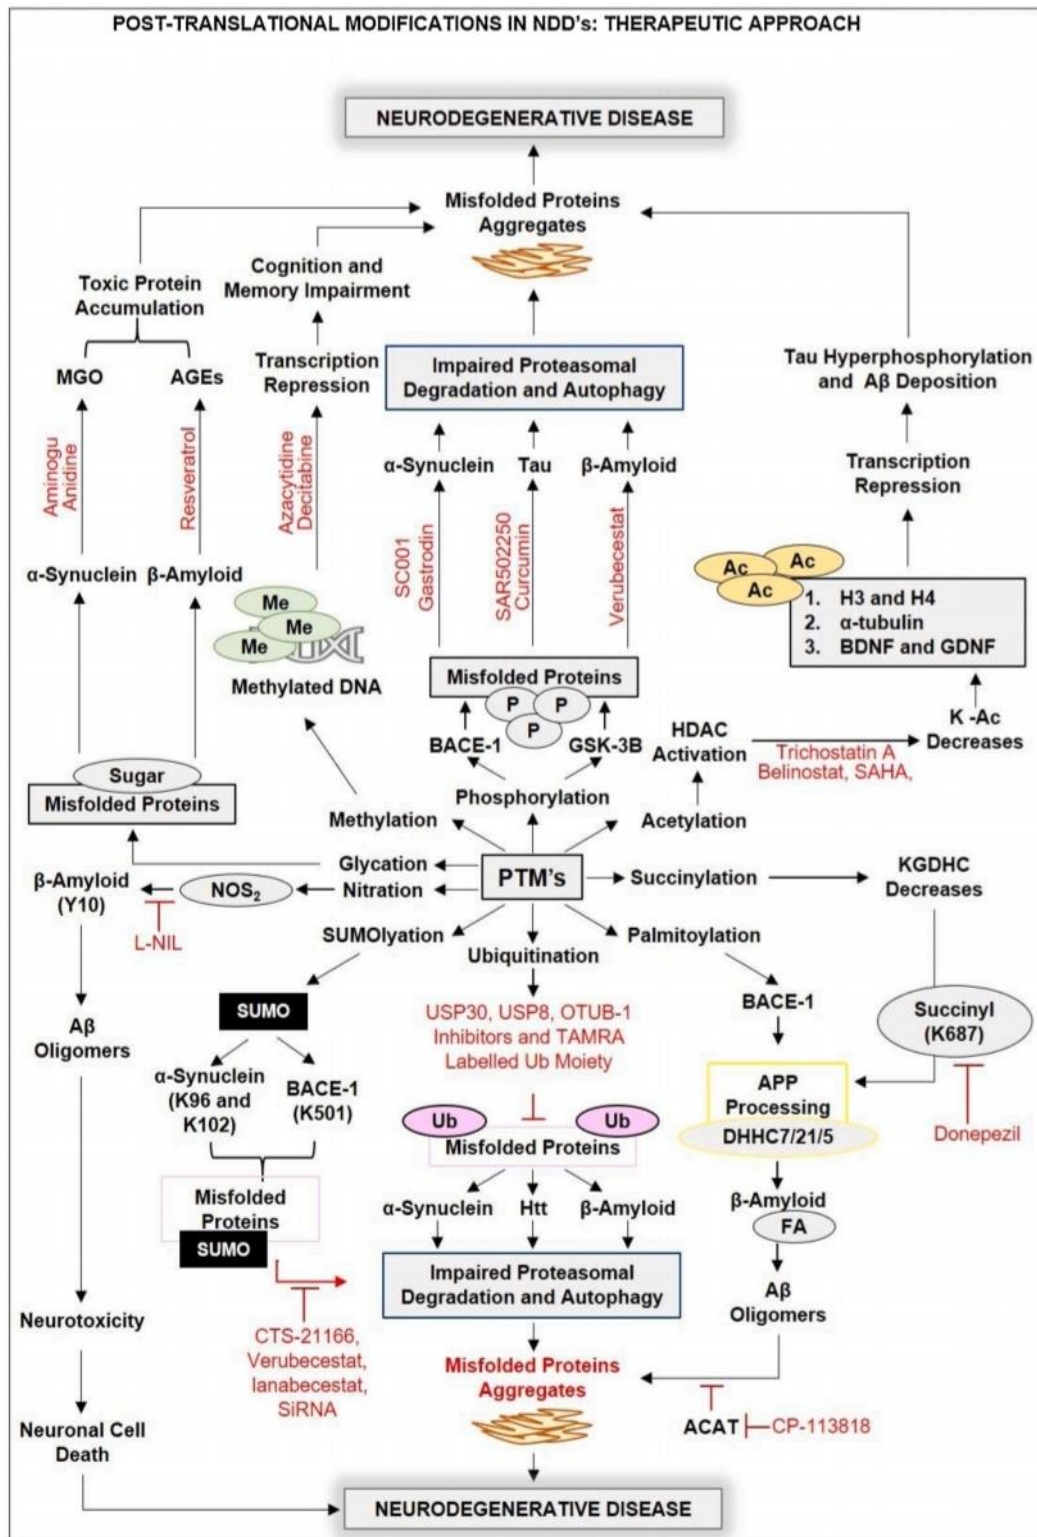 POST-TRANSLATIONAL MODIFICATIONS IN NDD's: THERAPEUTIC APPROACH
NEURODEGENERATIVE DISEASE
Misfolded Proteins
Aggregates
Cognition and
Memory Impairment
Toxic Protein
Accumulation
MGO
AGEs
Transcription
Repression
Impaired Proteasomal
Degradation and Autophagy
Tau Hyperphosphorylation
and Aβ Deposition
Aminogu
Anidine
Resveratrol
Azacytidine
Decitabine
α-Synuclein
Tau
β-Amyloid
Transcription
Repression
SC001
Gastrodin
SAR502250
Curcumin
Verubecestat
α-Synuclein
β-Amyloid
Me
Me
Me
Methylated DNA
Ac
Ac
Ac
1. H3 and H4
2. α-tubulin
3. BDNF and GDNF
Misfolded Proteins
P
P
P
BACE-1
GSK-3B
HDAC
Activation
Trichostatin A
Belinostat, SAHA,
K -Ac
Decreases
Sugar
Misfolded Proteins
Phosphorylation
Methylation
Acetylation
Glycation
Nitration
PTM's
Succinylation
KGDHC
Decreases
β-Amyloid
(Y10)
NOS2
L-NIL
SUMOlyation
Ubiquitination
Palmitoylation
SUMO
USP30, USP8, OTUB-1
Inhibitors and TAMRA
Labelled Ub Moiety
BACE-1
Succinyl
(K687)
Aβ
Oligomers
α-Synuclein
(K96 and
K102)
BACE-1
(K501)
APP
Processing
DHHC7/21/5
Donepezil
Ub
Ub
Misfolded Proteins
Misfolded
Proteins
SUMO
α-Synuclein
Htt
β-Amyloid
β-Amyloid
FA
Impaired Proteasomal
Degradation and Autophagy
Aβ
Oligomers
Neurotoxicity
CTS-21166,
Verubecestat,
Ianabecestat,
SiRNA
Misfolded Proteins
Aggregates
ACAT
CP-113818
Neuronal Cell
Death
NEURODEGENERATIVE DISEASE